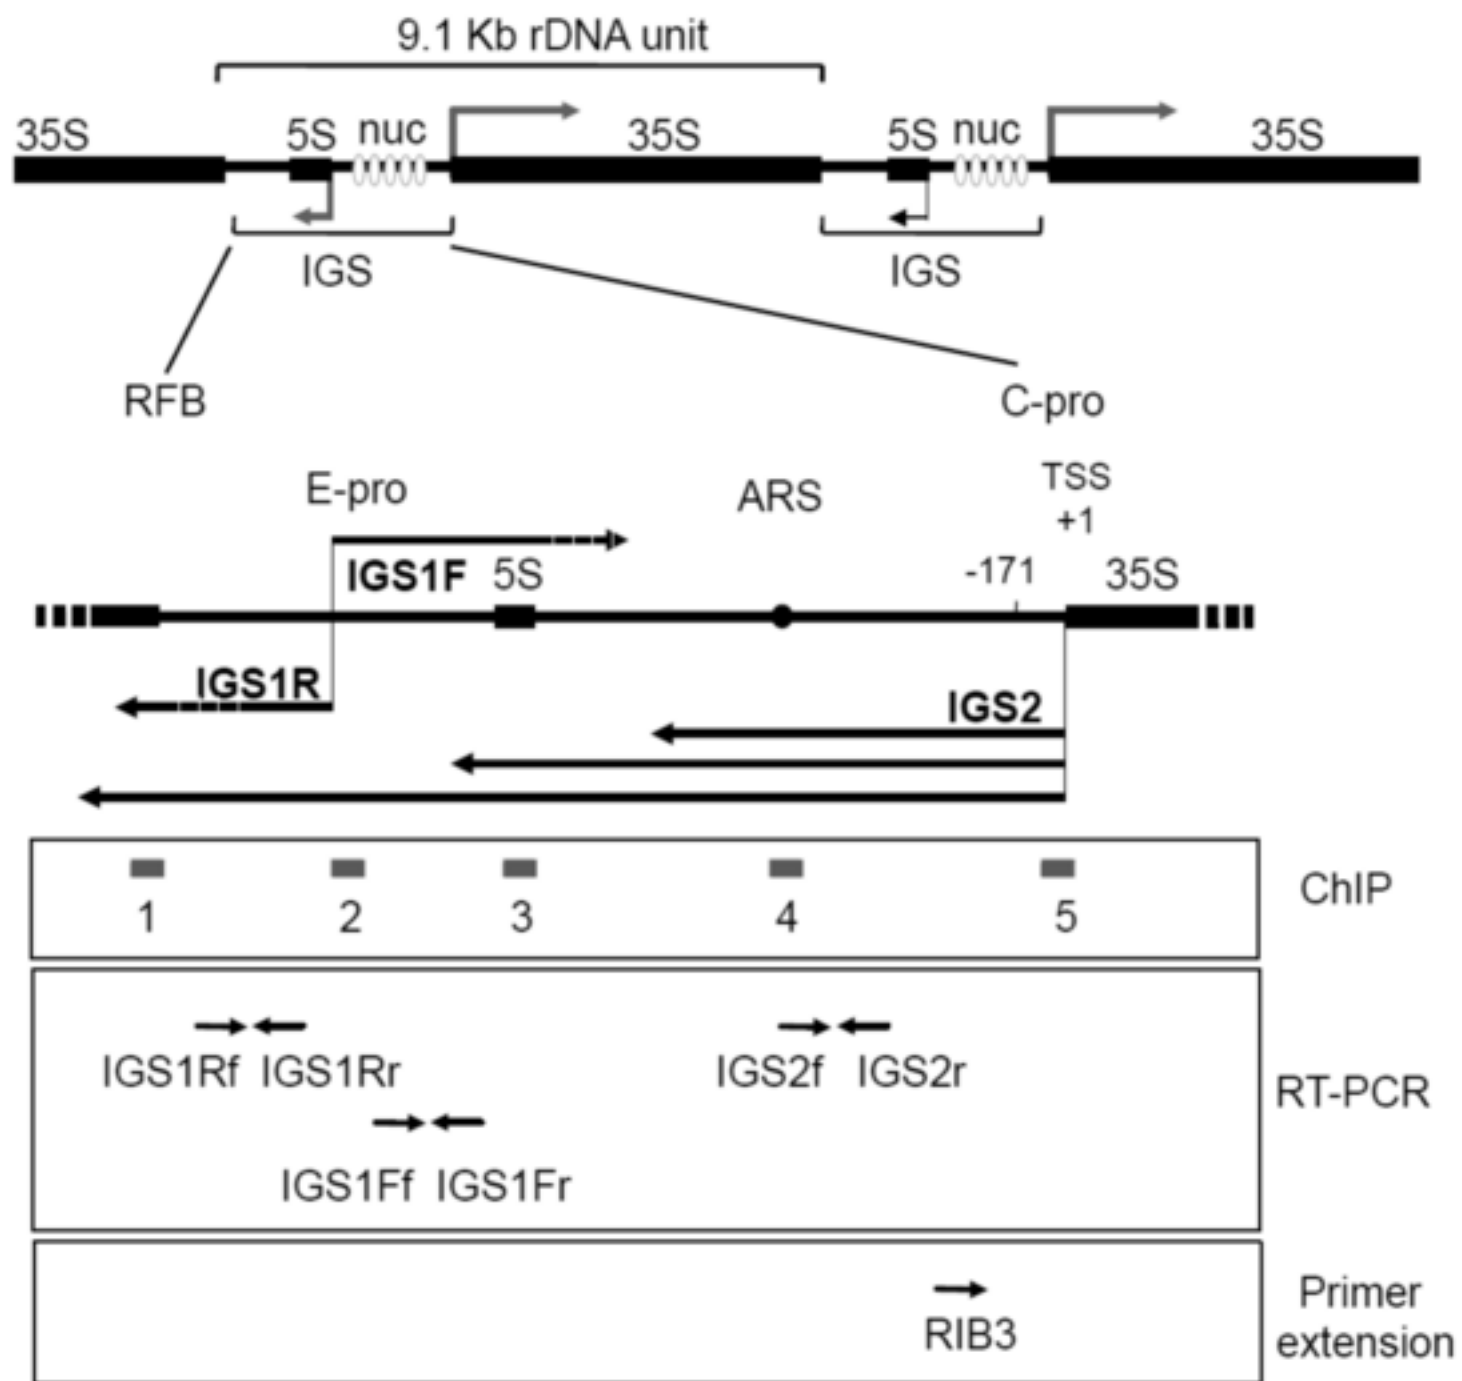 9.1 Kb rDNA unit
35S 5S nuc 35S 5S nuc 35S
IGS IGS
RFB C-pro
E-pro ARS TSS
+1
IGS1F 5S -171 35S
IGS1R IGS2
1 2 3 4 5 ChIP
IGS1Rf IGS1Rr IGS2f IGS2r
RT-PCR
IGS1Ff IGS1Fr
RIB3
Primer
extension